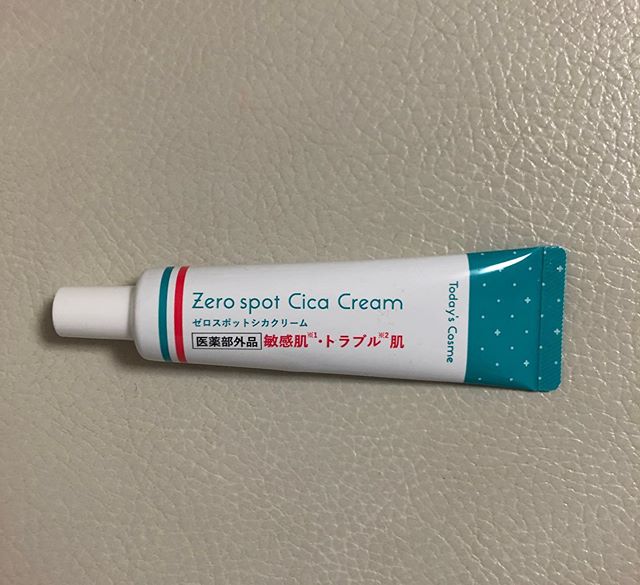 Zero spot Cica Cream
ゼロスポットシカクリーム
医薬部外品 敏感肌※1・トラブル※2肌
Today's Cosme